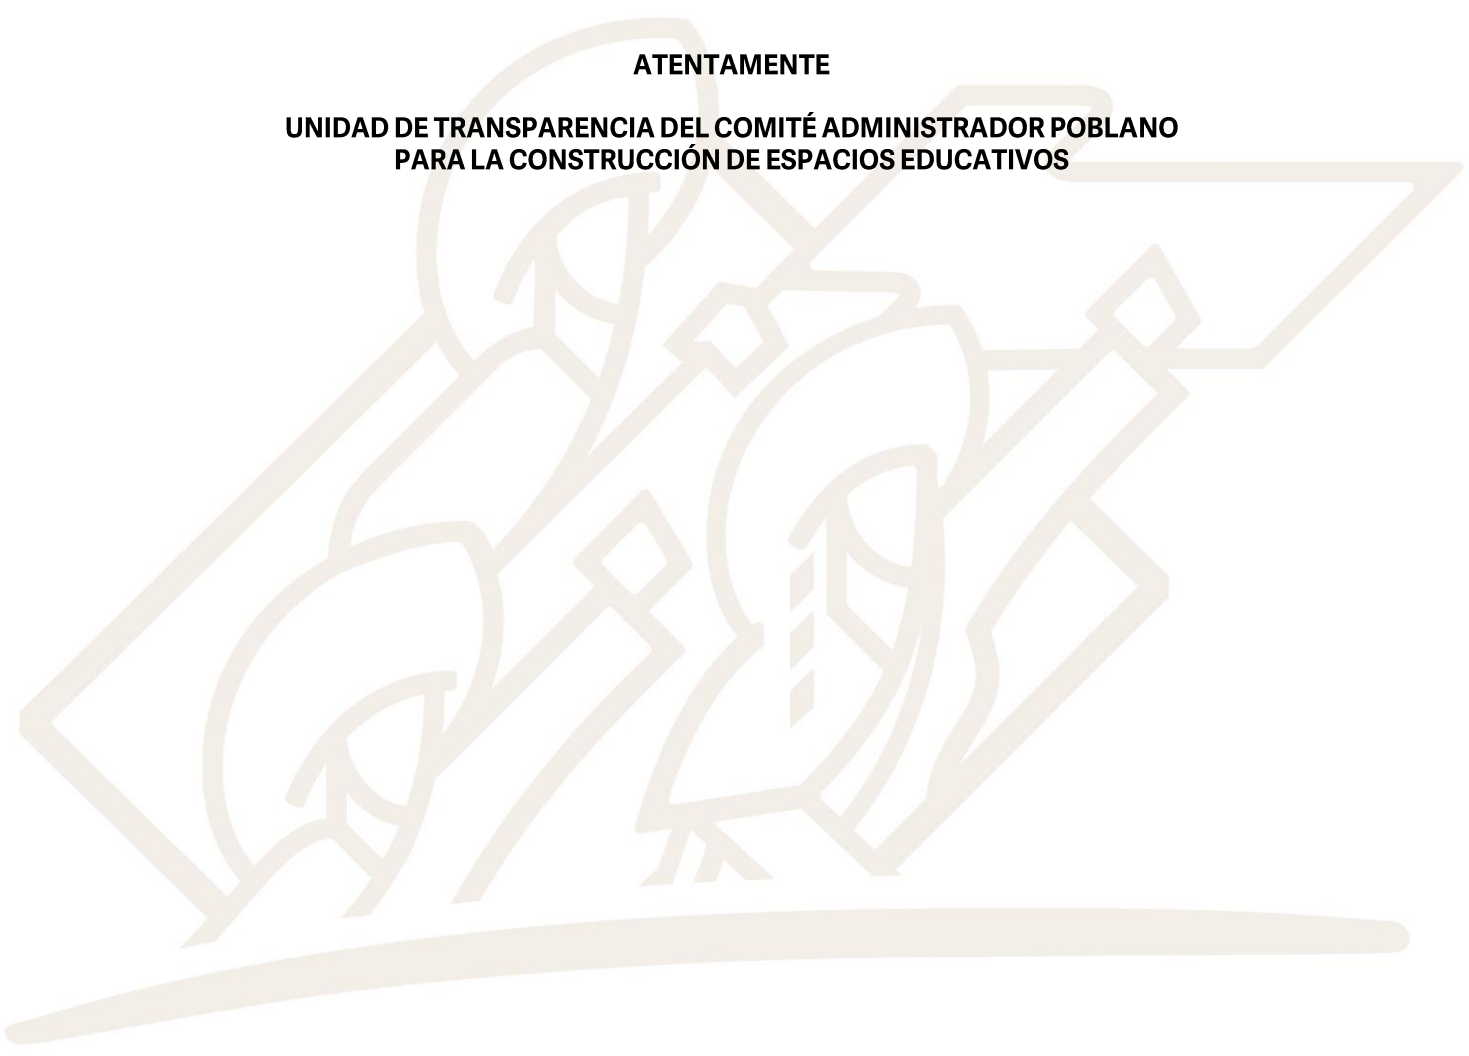 ATENTAMENTE
UNIDAD DE TRANSPARENCIA DEL COMITÉ ADMINISTRADOR POBLANO
PARA LA CONSTRUCCIÓN DE ESPACIOS EDUCATIVOS